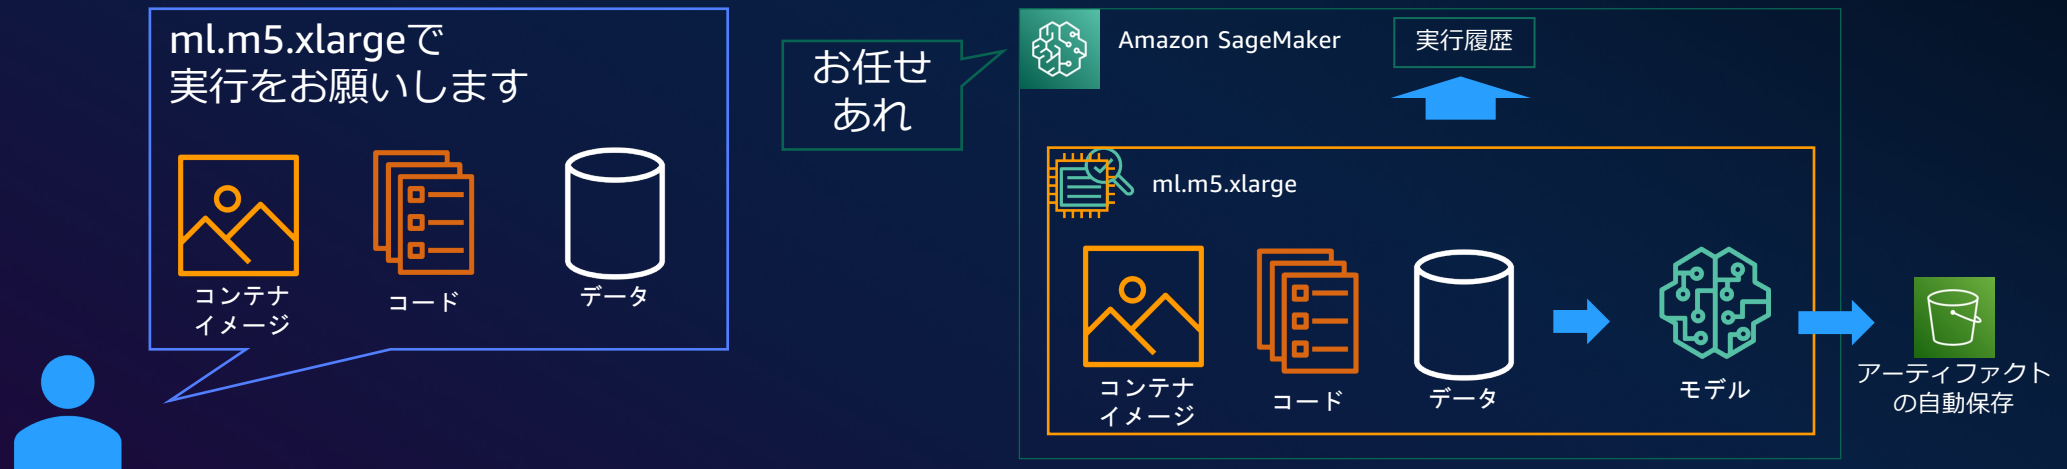 ml.m5.xlargeで
実行をお願いします
コンテナ
イメージ
コード
データ
お任せ
あれ
Amazon SageMaker
実行履歴
ml.m5.xlarge
コンテナ
イメージ
コード
データ
モデル
アーティファクト
の自動保存